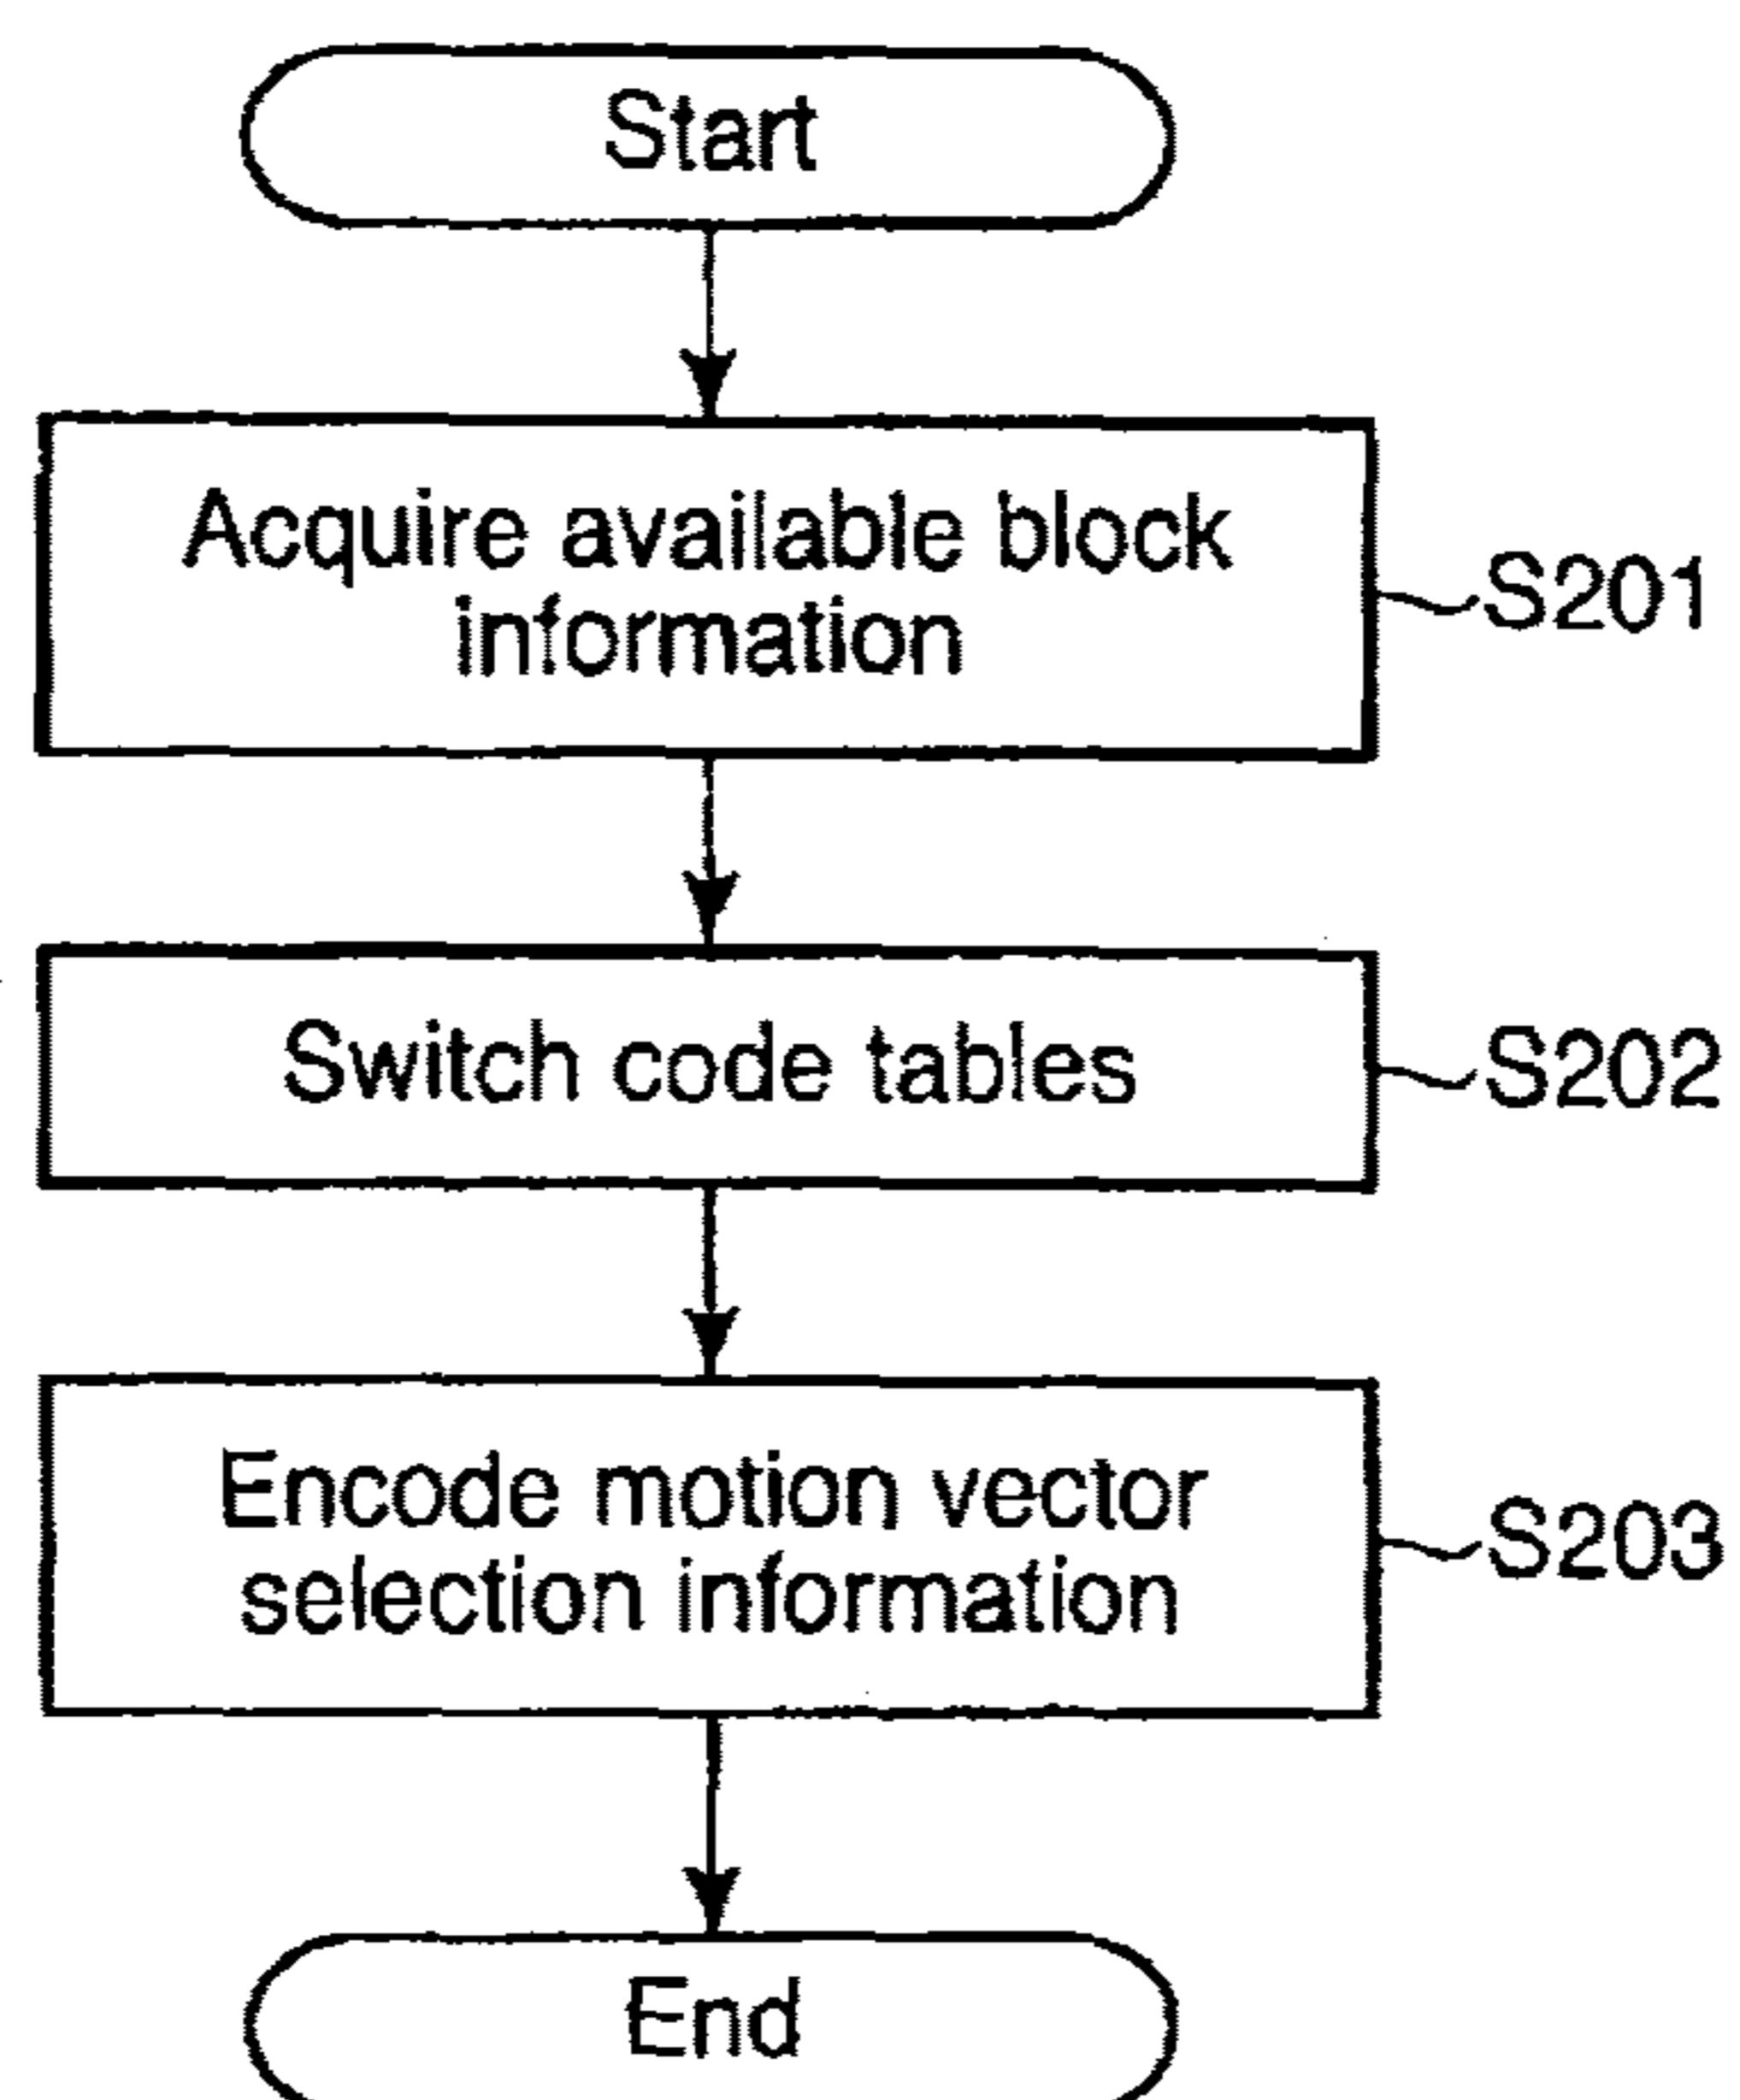 Start
Acquire available block
information
S201
Switch code tables
S202
Encode motion vector
selection information
S203
End